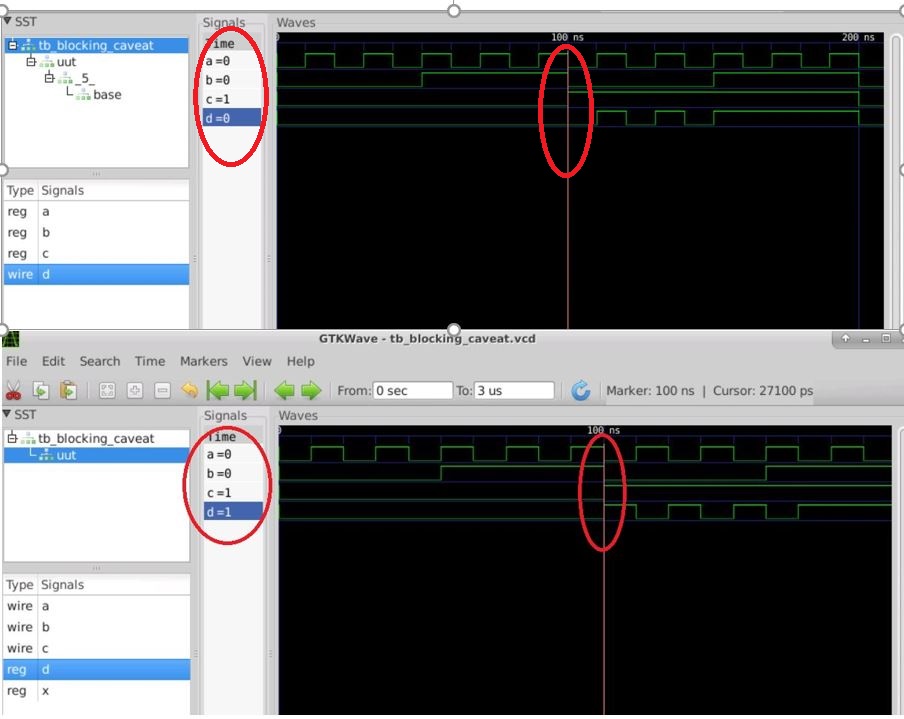 SST
Signals
Waves
tb_blocking_caveat
Time
100 ns
200 ns
uut
a =0
_5_
b =0
base
c =1
d =0
Type Signals
reg a
reg b
reg c
wire d
GTKWave - tb_blocking_caveat.vcd
File Edit Search Time Markers View Help
From: 0 sec To: 3 us Marker: 100 ns | Cursor: 27100 ps
SST
Signals
Waves
tb_blocking_caveat
Time
100 ns
uut
a =0
b =0
c =1
d =1
Type Signals
wire a
wire b
wire c
reg d
reg x